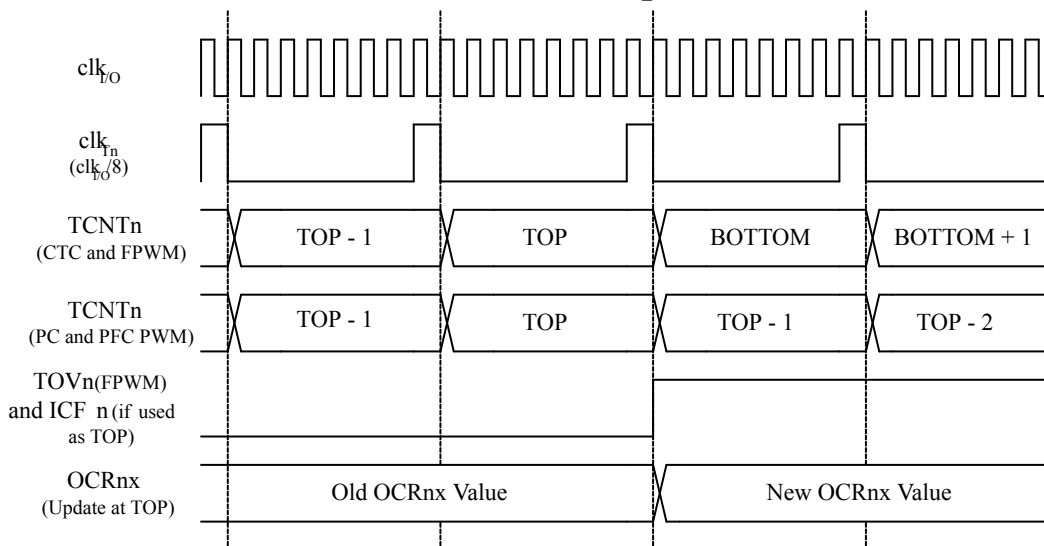 clkI/O
clkTn
(clkI/O/8)
TCNTn
(CTC and FPWM)
TOP - 1
TOP
BOTTOM
BOTTOM + 1
TCNTn
(PC and PFC PWM)
TOP - 1
TOP
TOP - 1
TOP - 2
TOVn(FPWM)
and ICF n(if used
as TOP)
OCRnx
(Update at TOP)
Old OCRnx Value
New OCRnx Value